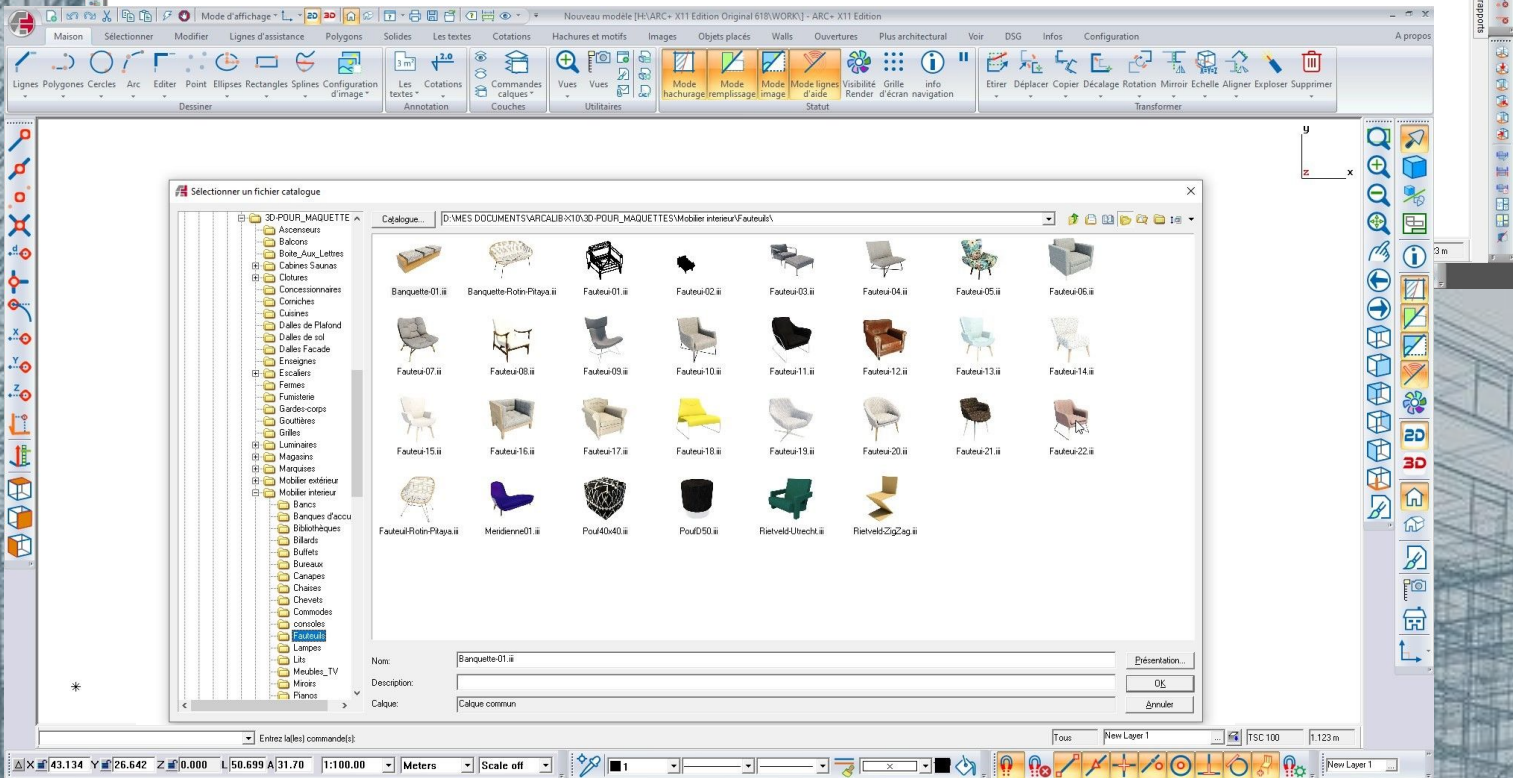 Mode d'affichage 2D 3D Nouveau modèle [H:\ARC+ X11 Edition Original 618\WORK\] - ARC+ X11 Edition
Maison Sélectionner Modifier Lignes d'assistance Polygons Solides Les textes Cotations Hachures et motifs Images Objets placés Walls Ouvertures Plus architectural Voir DSG Infos Configuration A propos
Lignes Polygones Cercles Arc Editer Point Ellipses Rectangles Splines Configuration d'image Les textes Cotations Commandes calques Vues Vues Mode hachurage Mode remplissage Mode image Mode lignes d'aide Visibilité Render Grille d'écran info navigation Etirer Déplacer Copier Décalage Rotation Mirroir Echelle Aligner Exploser Supprimer
Dessiner Annotation Couches Utilitaires Statut Transformer
rapports
y
z x
Sélectionner un fichier catalogue
Catalogue... D:\MES DOCUMENTS\ARCALIB-X10\3D-POUR_MAQUETTES\Mobilier interieur\Fauteuils\
3D-POUR_MAQUETTE
Ascenseurs
Balcons
Boite_Aux_Lettres
Cabines Saunas
Clotures
Concessionnaires
Corniches
Cuisines
Dalles de Plafond
Dalles de sol
Dalles Facade
Enseignes
Escaliers
Fermes
Fumisterie
Gardes-corps
Gouttières
Grilles
Luminaires
Magasins
Marquises
Mobilier extérieur
Mobilier interieur
Bancs
Banques d'accu
Bibliothèques
Billards
Buffets
Bureaux
Canapes
Chaises
Chevets
Commodes
consoles
Fauteuils
Lampes
Lits
Meubles_TV
Miroirs
Pianos
Banquette-01.iii Banquette-Rotin-Pitaya.iii Fauteui-01.iii Fauteui-02.iii Fauteui-03.iii Fauteui-04.iii Fauteui-05.iii Fauteui-06.iii
Fauteui-07.iii Fauteui-08.iii Fauteui-09.iii Fauteui-10.iii Fauteui-11.iii Fauteui-12.iii Fauteui-13.iii Fauteui-14.iii
Fauteui-15.iii Fauteui-16.iii Fauteui-17.iii Fauteui-18.iii Fauteui-19.iii Fauteui-20.iii Fauteui-21.iii Fauteui-22.iii
Fauteuil-Rotin-Pitaya.iii Meridienne01.iii Pouf40x40.iii PoufD50.iii Rietveld-Utrecht.iii Rietveld-ZigZag.iii
Nom: Banquette-01.iii Présentation...
Description: OK
Calque: Calque commun Annuler
2D
3D
Entrez la(les) commande(s): Tous New Layer 1 ... TSC 100 1.123 m
X 43.134 Y 26.642 Z 0.000 L 50.699 A 31.70 1:100.00 Meters Scale off 1 New Layer 1 ...